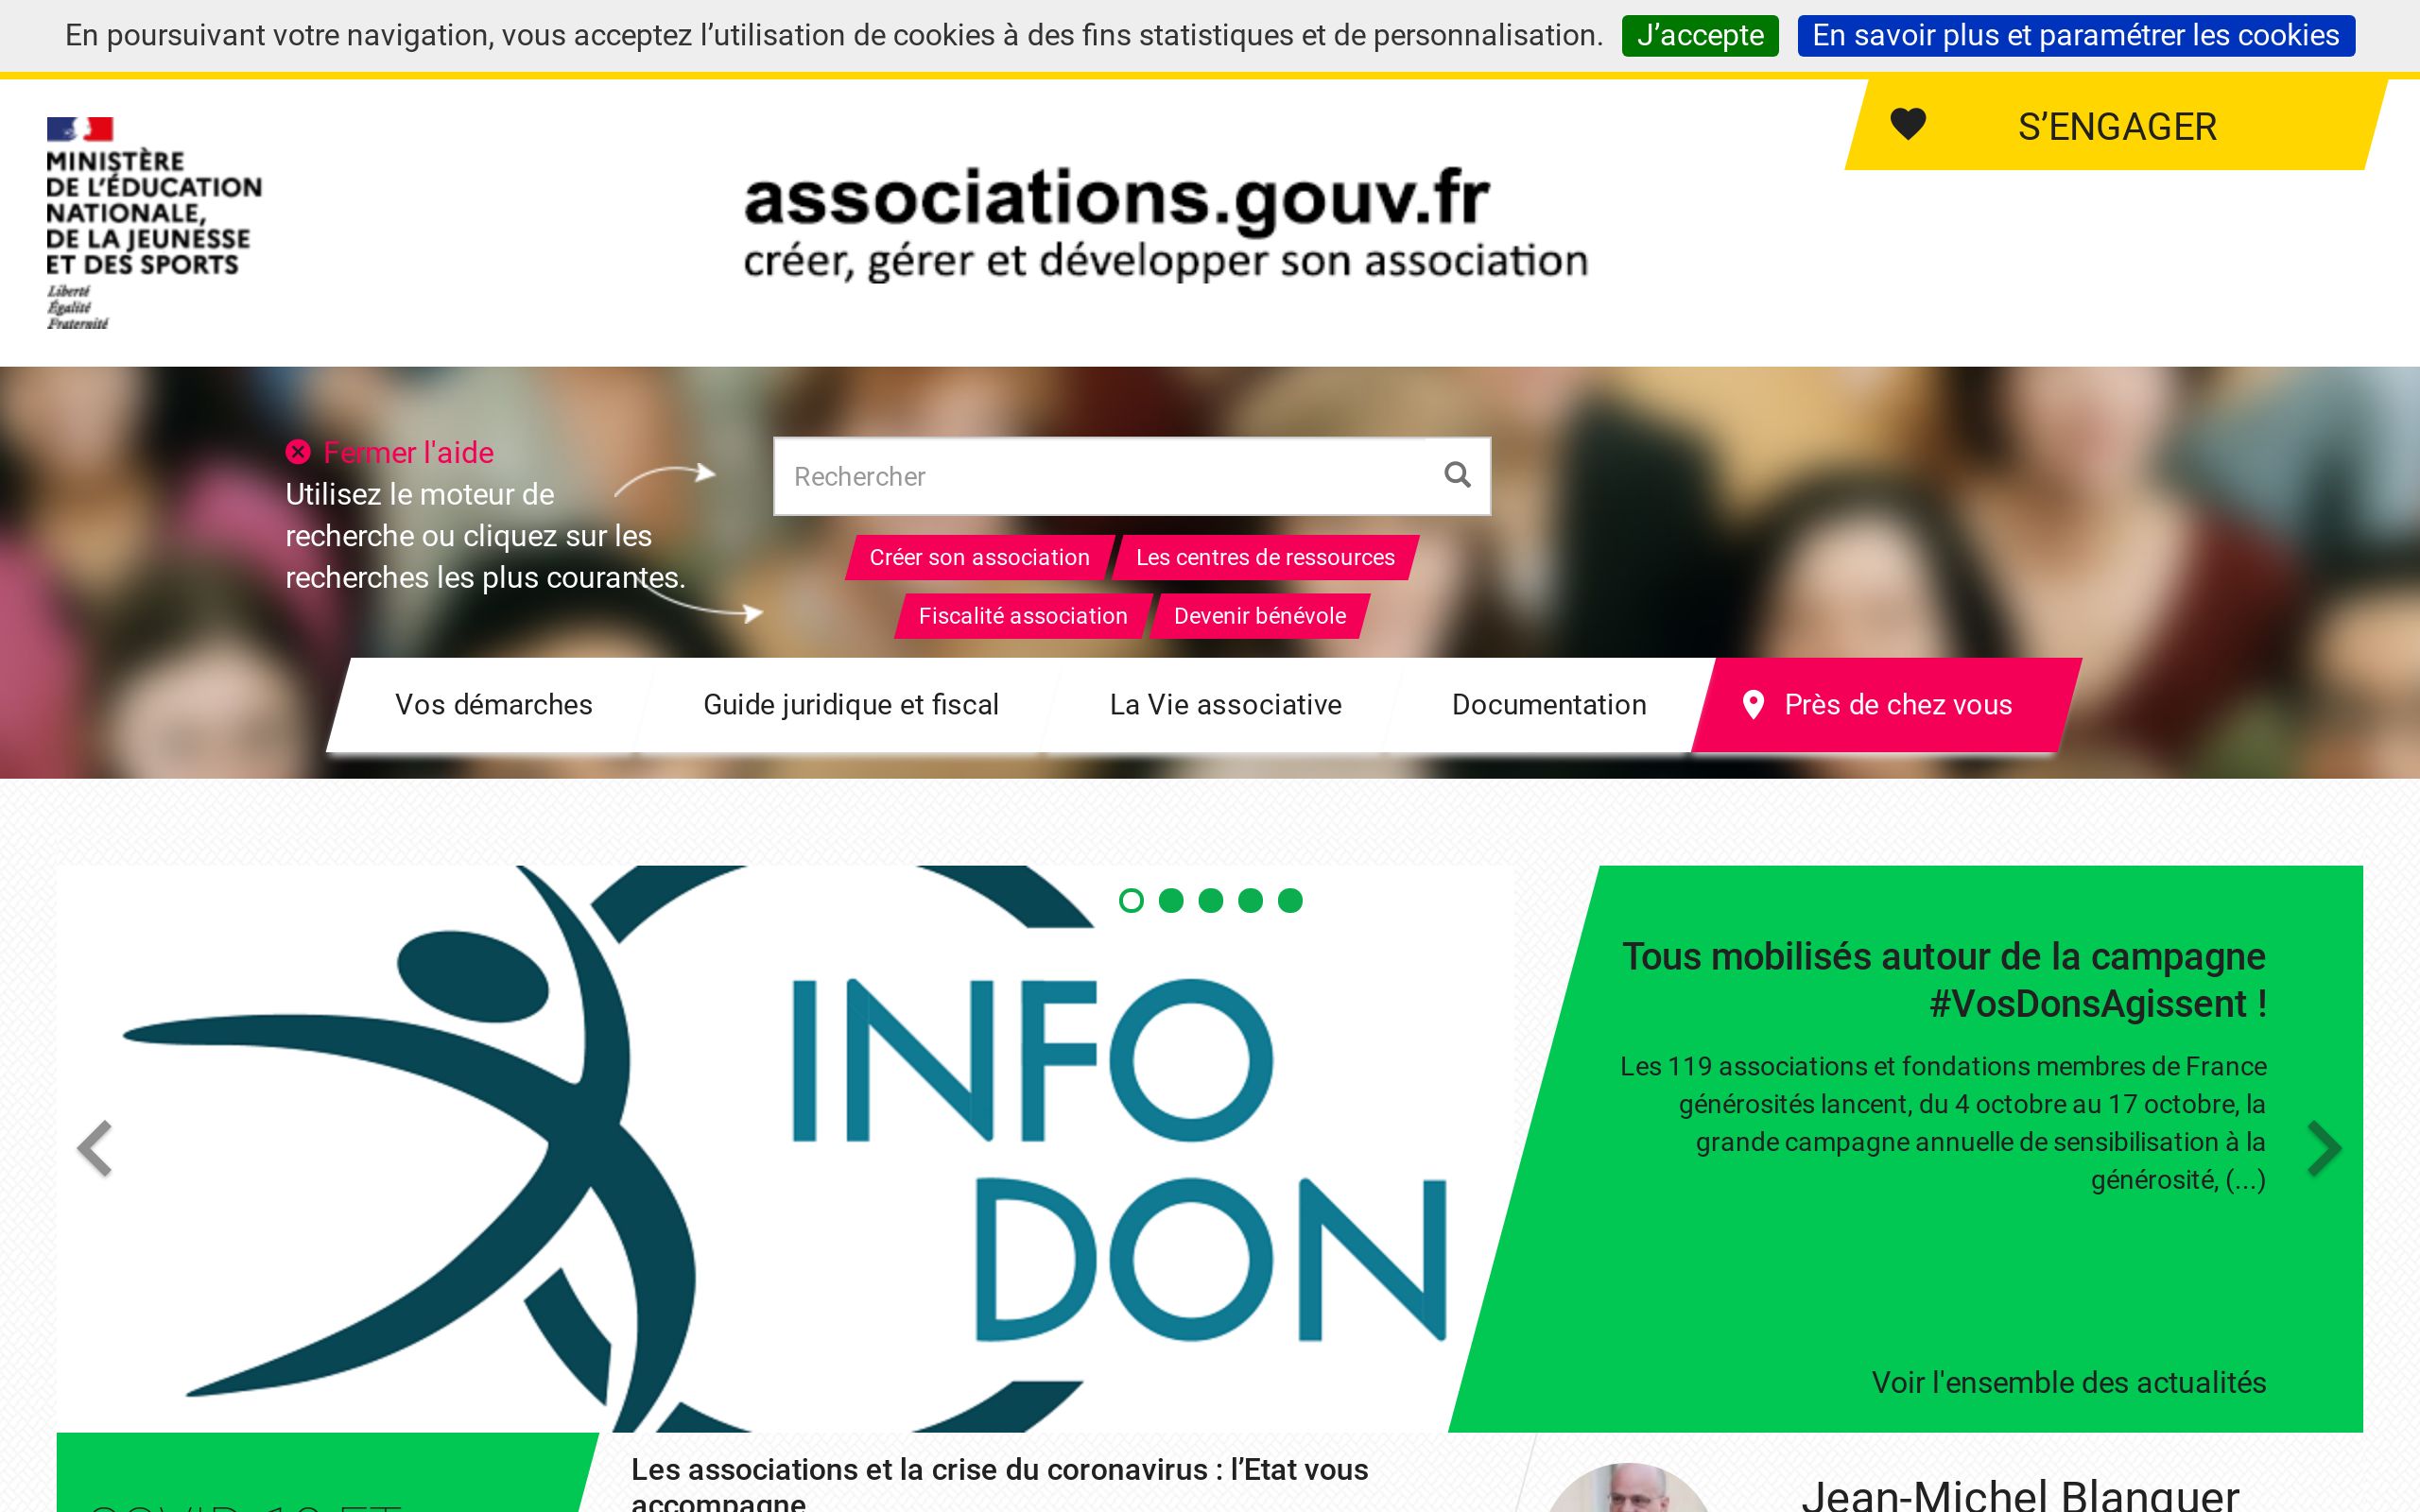 En poursuivant votre navigation, vous acceptez l’utilisation de cookies à des fins statistiques et de personnalisation. J’accepte En savoir plus et paramétrer les cookies
S’ENGAGER
MINISTÈRE
DE L’ÉDUCATION
NATIONALE,
DE LA JEUNESSE
ET DES SPORTS
Liberté
Égalité
Fraternité
associations.gouv.fr
créer, gérer et développer son association
Fermer l'aide
Utilisez le moteur de
recherche ou cliquez sur les
recherches les plus courantes.
Rechercher
Créer son association Les centres de ressources
Fiscalité association Devenir bénévole
Vos démarches Guide juridique et fiscal La Vie associative Documentation Près de chez vous
INFO
DON
Tous mobilisés autour de la campagne
#VosDonsAgissent !
Les 119 associations et fondations membres de France
générosités lancent, du 4 octobre au 17 octobre, la
grande campagne annuelle de sensibilisation à la
générosité, (...)
Voir l'ensemble des actualités
COVID-19 ET
Les associations et la crise du coronavirus : l’Etat vous
accompagne
Jean-Michel Blanquer